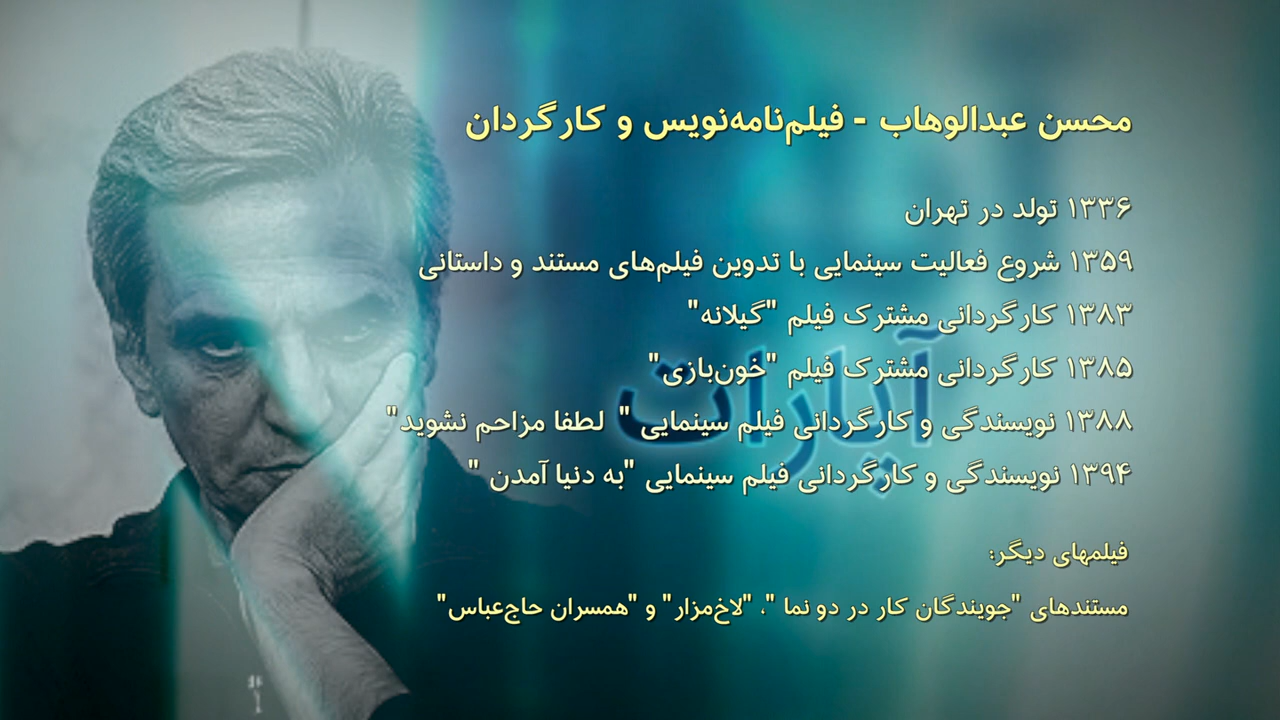 محسن عبدالوهاب - فیلم‌نامه‌نویس و کارگردان
۱۳۳۶ تولد در تهران
۱۳۵۹ شروع فعالیت سینمایی با تدوین فیلم‌های مستند و داستانی
۱۳۸۳ کارگردانی مشترک فیلم "گیلانه"
۱۳۸۵ کارگردانی مشترک فیلم "خون‌بازی"
آپارات
۱۳۸۸ نویسندگی و کارگردانی فیلم سینمایی " لطفا مزاحم نشوید"
۱۳۹۴ نویسندگی و کارگردانی فیلم سینمایی "به دنیا آمدن "
فیلمهای دیگر:
مستندهای "جویندگان کار در دو نما "، "لاخ‌مزار" و "همسران حاج‌عباس"